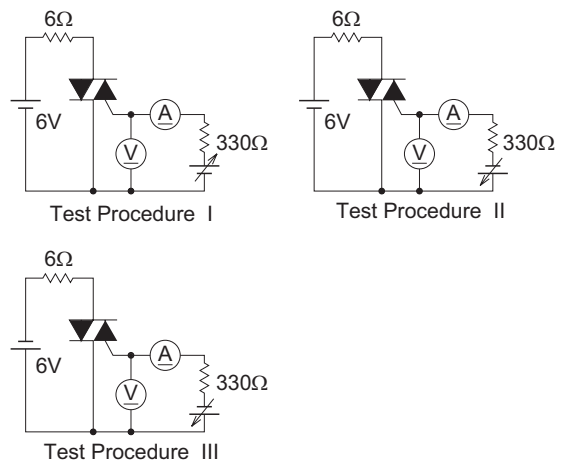 6Ω
6V
A
V
330Ω
Test Procedure I
6Ω
6V
A
V
330Ω
Test Procedure II
6Ω
6V
A
V
330Ω
Test Procedure III